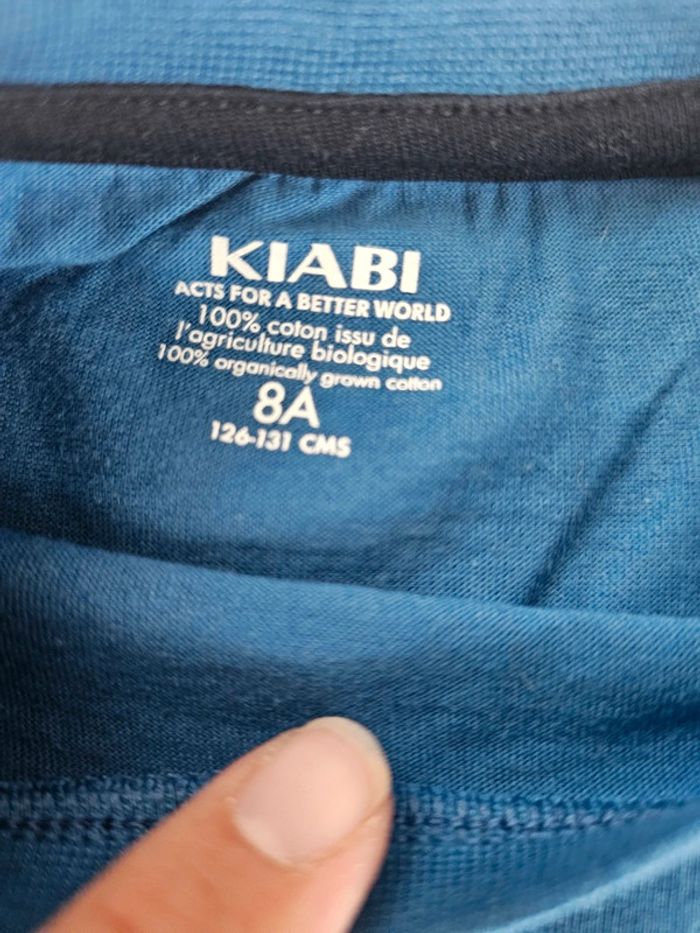 KIABI
ACTS FOR A BETTER WORLD
100% coton issu de
l'agriculture biologique
100% organically grown cotton
8A
126-131 CMS